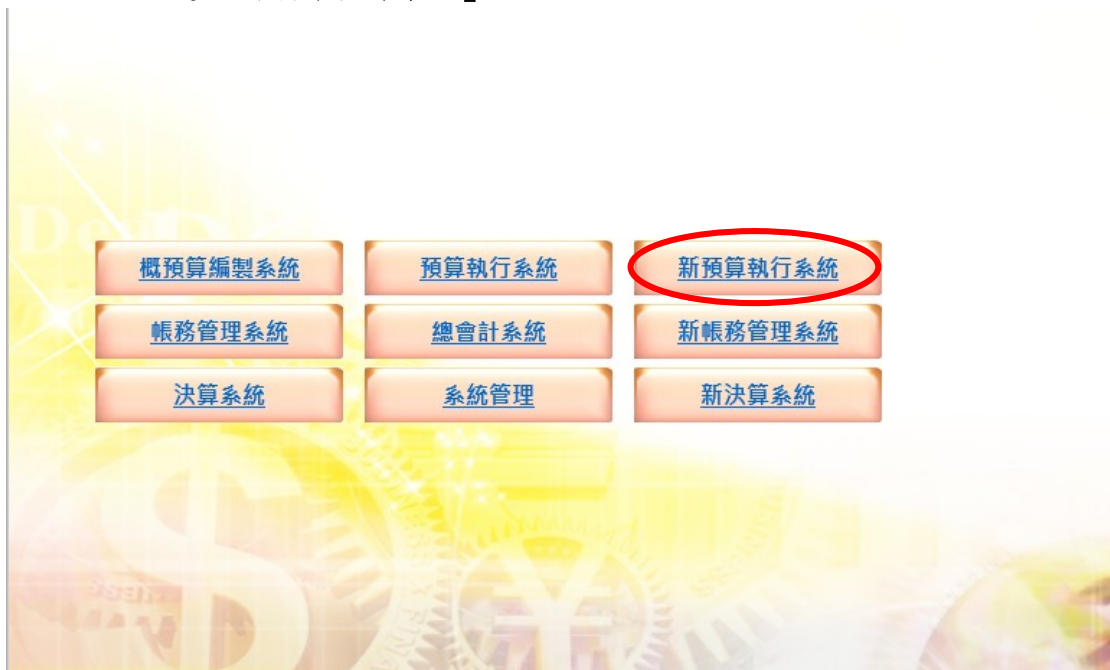 概預算編製系統 預算執行系統 新預算執行系統
帳務管理系統 總會計系統 新帳務管理系統
決算系統 系統管理 新決算系統